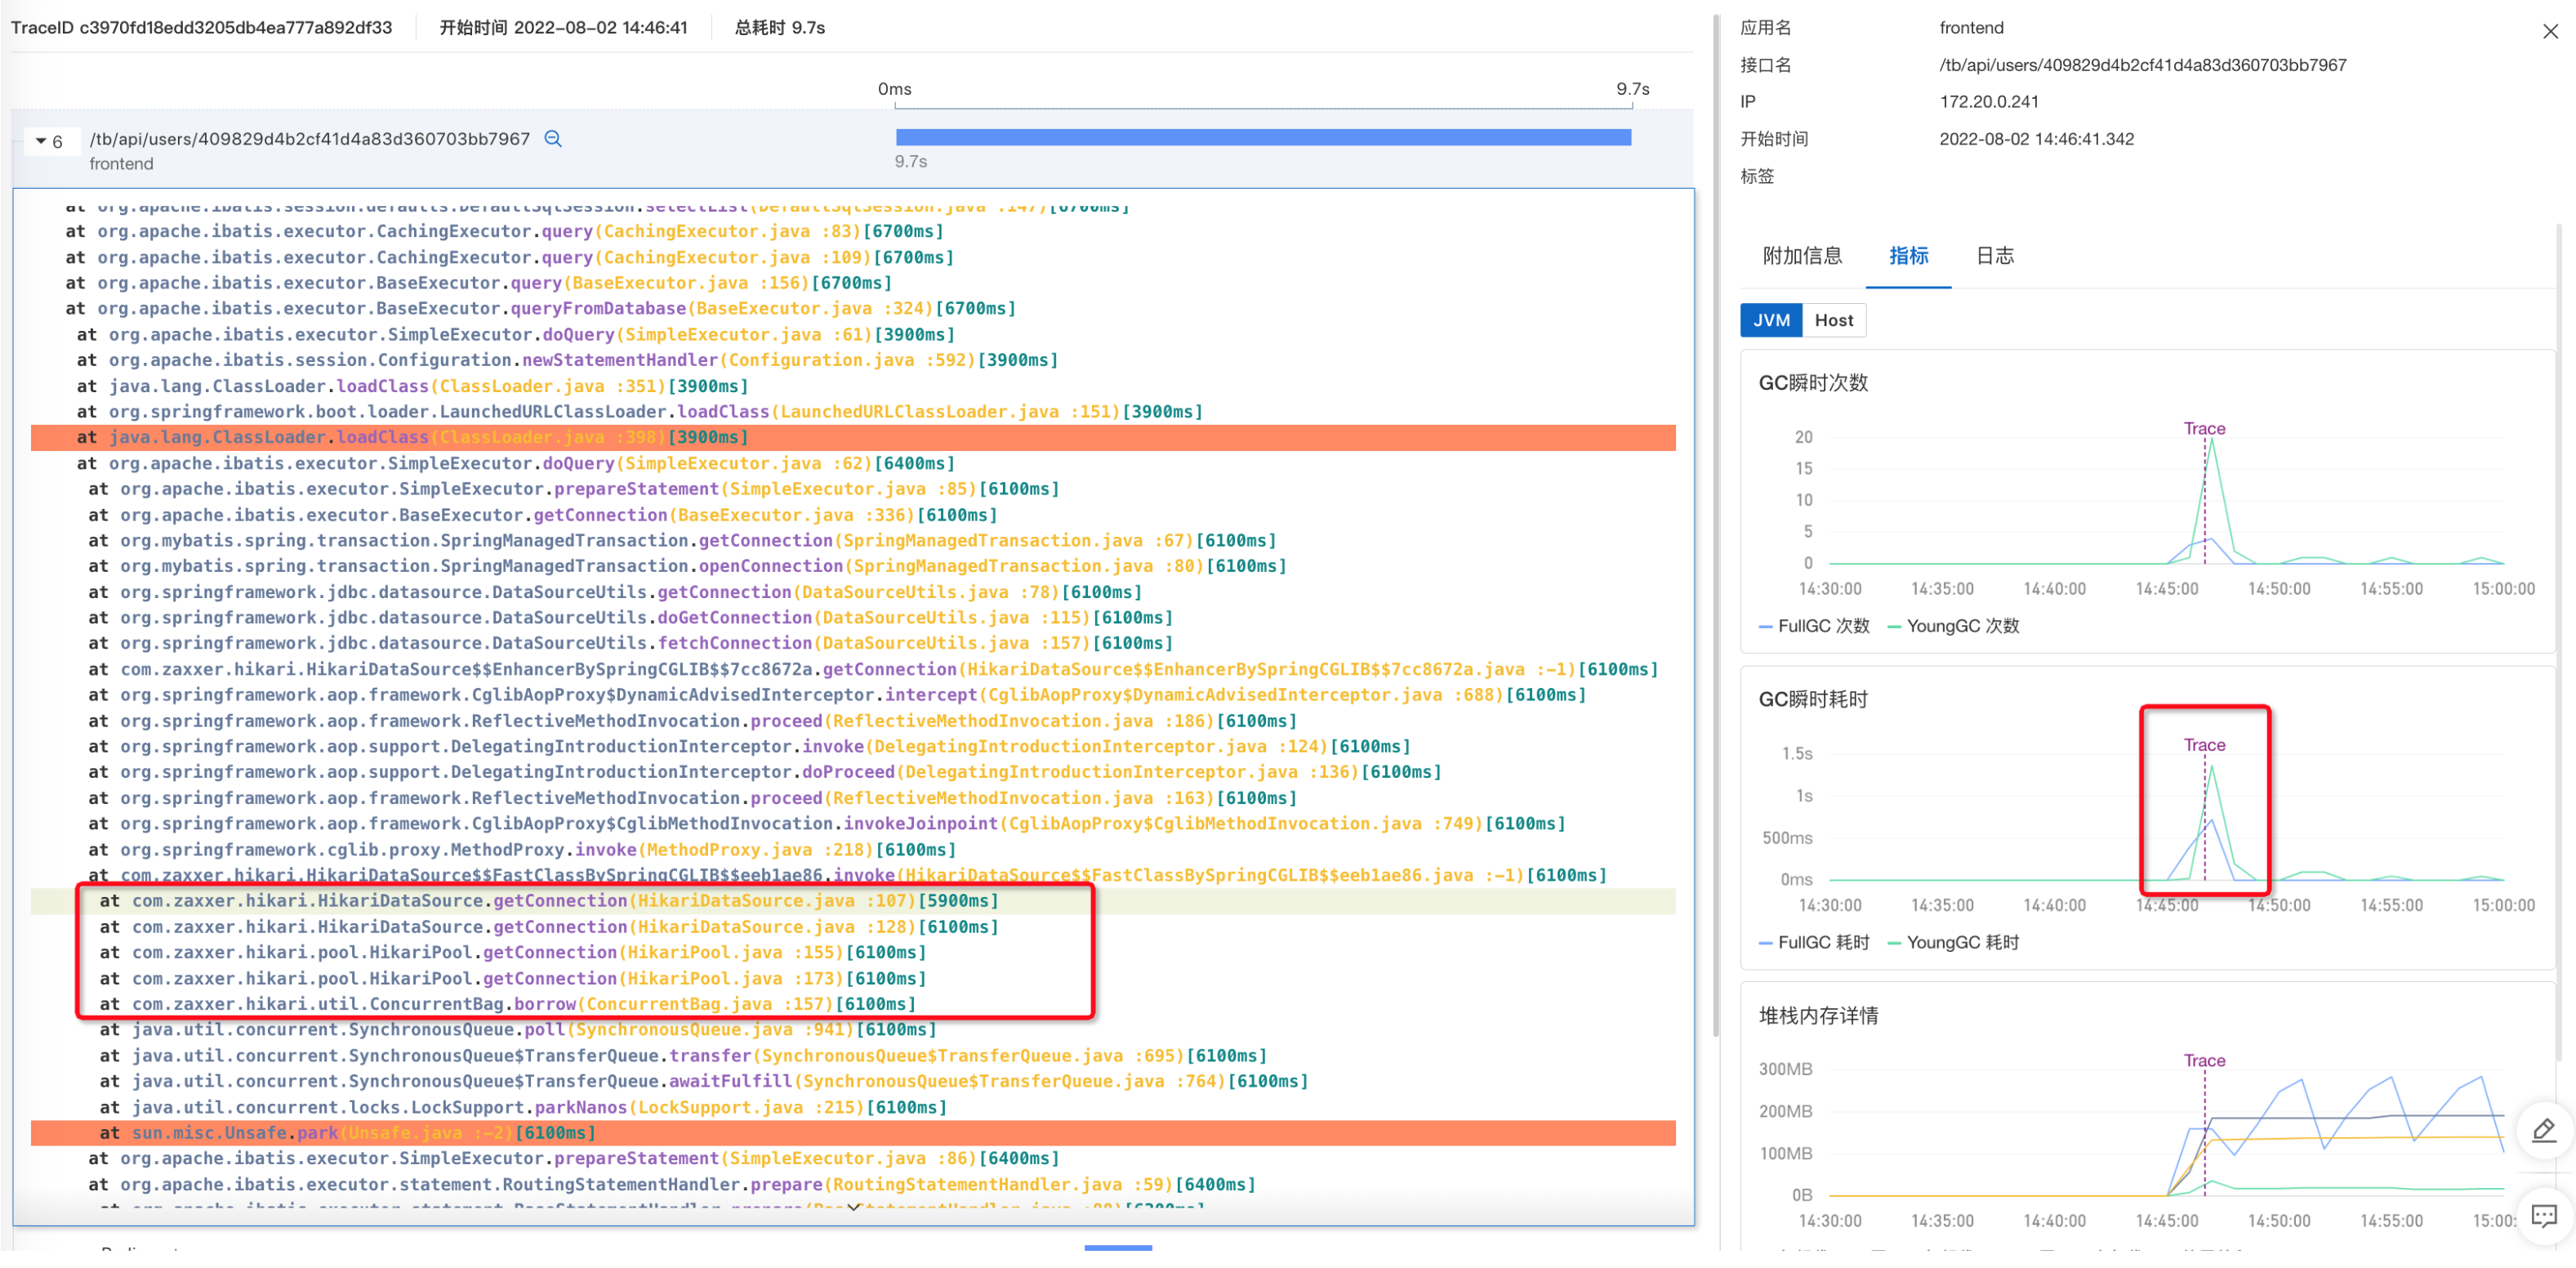 TraceID c3970fd18edd3205db4ea777a892df33 开始时间 2022-08-02 14:46:41 总耗时 9.7s
0ms 9.7s
6 /tb/api/users/409829d4b2cf41d4a83d360703bb7967
frontend 9.7s
at org.apache.ibatis.session.defaults.DefaultSqlSession.selectList(DefaultSqlSession.java :147)[6700ms]
at org.apache.ibatis.executor.CachingExecutor.query(CachingExecutor.java :83)[6700ms]
at org.apache.ibatis.executor.CachingExecutor.query(CachingExecutor.java :109)[6700ms]
at org.apache.ibatis.executor.BaseExecutor.query(BaseExecutor.java :156)[6700ms]
at org.apache.ibatis.executor.BaseExecutor.queryFromDatabase(BaseExecutor.java :324)[6700ms]
at org.apache.ibatis.executor.SimpleExecutor.doQuery(SimpleExecutor.java :61)[3900ms]
at org.apache.ibatis.session.Configuration.newStatementHandler(Configuration.java :592)[3900ms]
at java.lang.ClassLoader.loadClass(ClassLoader.java :351)[3900ms]
at org.springframework.boot.loader.LaunchedURLClassLoader.loadClass(LaunchedURLClassLoader.java :151)[3900ms]
at java.lang.ClassLoader.loadClass(ClassLoader.java :398)[3900ms]
at org.apache.ibatis.executor.SimpleExecutor.doQuery(SimpleExecutor.java :62)[6400ms]
at org.apache.ibatis.executor.SimpleExecutor.prepareStatement(SimpleExecutor.java :85)[6100ms]
at org.apache.ibatis.executor.BaseExecutor.getConnection(BaseExecutor.java :336)[6100ms]
at org.mybatis.spring.transaction.SpringManagedTransaction.getConnection(SpringManagedTransaction.java :67)[6100ms]
at org.mybatis.spring.transaction.SpringManagedTransaction.openConnection(SpringManagedTransaction.java :80)[6100ms]
at org.springframework.jdbc.datasource.DataSourceUtils.getConnection(DataSourceUtils.java :78)[6100ms]
at org.springframework.jdbc.datasource.DataSourceUtils.doGetConnection(DataSourceUtils.java :115)[6100ms]
at org.springframework.jdbc.datasource.DataSourceUtils.fetchConnection(DataSourceUtils.java :157)[6100ms]
at com.zaxxer.hikari.HikariDataSource$$EnhancerBySpringCGLIB$$7cc8672a.getConnection(HikariDataSource$$EnhancerBySpringCGLIB$$7cc8672a.java :-1)[6100ms]
at org.springframework.aop.framework.CglibAopProxy$DynamicAdvisedInterceptor.intercept(CglibAopProxy$DynamicAdvisedInterceptor.java :688)[6100ms]
at org.springframework.aop.framework.ReflectiveMethodInvocation.proceed(ReflectiveMethodInvocation.java :186)[6100ms]
at org.springframework.aop.support.DelegatingIntroductionInterceptor.invoke(DelegatingIntroductionInterceptor.java :124)[6100ms]
at org.springframework.aop.support.DelegatingIntroductionInterceptor.doProceed(DelegatingIntroductionInterceptor.java :136)[6100ms]
at org.springframework.aop.framework.ReflectiveMethodInvocation.proceed(ReflectiveMethodInvocation.java :163)[6100ms]
at org.springframework.aop.framework.CglibAopProxy$CglibMethodInvocation.invokeJoinpoint(CglibAopProxy$CglibMethodInvocation.java :749)[6100ms]
at org.springframework.cglib.proxy.MethodProxy.invoke(MethodProxy.java :218)[6100ms]
at com.zaxxer.hikari.HikariDataSource$$FastClassBySpringCGLIB$$eeb1ae86.invoke(HikariDataSource$$FastClassBySpringCGLIB$$eeb1ae86.java :-1)[6100ms]
at com.zaxxer.hikari.HikariDataSource.getConnection(HikariDataSource.java :107)[5900ms]
at com.zaxxer.hikari.HikariDataSource.getConnection(HikariDataSource.java :128)[6100ms]
at com.zaxxer.hikari.pool.HikariPool.getConnection(HikariPool.java :155)[6100ms]
at com.zaxxer.hikari.pool.HikariPool.getConnection(HikariPool.java :173)[6100ms]
at com.zaxxer.hikari.util.ConcurrentBag.borrow(ConcurrentBag.java :157)[6100ms]
at java.util.concurrent.SynchronousQueue.poll(SynchronousQueue.java :941)[6100ms]
at java.util.concurrent.SynchronousQueue$TransferQueue.transfer(SynchronousQueue$TransferQueue.java :695)[6100ms]
at java.util.concurrent.SynchronousQueue$TransferQueue.awaitFulfill(SynchronousQueue$TransferQueue.java :764)[6100ms]
at java.util.concurrent.locks.LockSupport.parkNanos(LockSupport.java :215)[6100ms]
at sun.misc.Unsafe.park(Unsafe.java :-2)[6100ms]
at org.apache.ibatis.executor.SimpleExecutor.prepareStatement(SimpleExecutor.java :86)[6400ms]
at org.apache.ibatis.executor.statement.RoutingStatementHandler.prepare(RoutingStatementHandler.java :59)[6400ms]
应用名 frontend
接口名 /tb/api/users/409829d4b2cf41d4a83d360703bb7967
IP 172.20.0.241
开始时间 2022-08-02 14:46:41.342
标签
附加信息 指标 日志
JVM Host
GC瞬时次数
Trace
20
15
10
5
0
14:30:00 14:35:00 14:40:00 14:45:00 14:50:00 14:55:00 15:00:00
FullGC 次数 YoungGC 次数
GC瞬时耗时
Trace
1.5s
1s
500ms
0ms
14:30:00 14:35:00 14:40:00 14:45:00 14:50:00 14:55:00 15:00:00
FullGC 耗时 YoungGC 耗时
堆栈内存详情
Trace
300MB
200MB
100MB
0B
14:30:00 14:35:00 14:40:00 14:45:00 14:50:00 14:55:00 15:00: